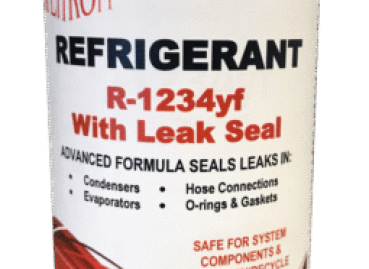 REFRIGERANT
R-1234yf
With Leak Seal
ADVANCED FORMULA SEALS LEAKS IN:
• Condensers • Hose Connections
• Evaporators • O-rings & Gaskets
SAFE FOR SYSTEM
COMPONENTS &